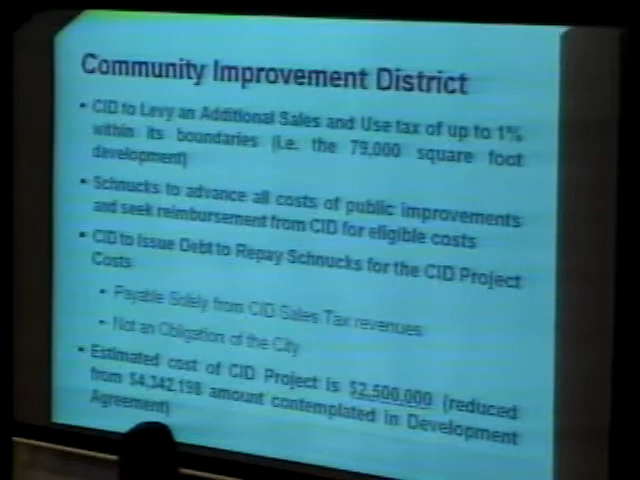 Community Improvement District
• CID to Levy an Additional Sales and Use tax of up to 1%
within its boundaries (i.e. the 79,000 square foot
development)
• Schnucks to advance all costs of public improvements
and seek reimbursement from CID for eligible costs
• CID to Issue Debt to Repay Schnucks for the CID Project
Costs
• Payable Solely from CID Sales Tax revenues
• Not an Obligation of the City
• Estimated cost of CID Project is $2,500,000 (reduced
from $4,342,198 amount contemplated in Development
Agreement)